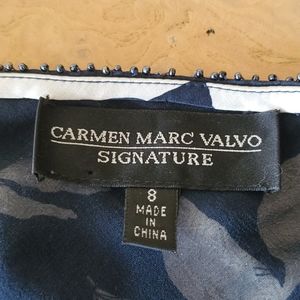 CARMEN MARC VALVO
SIGNATURE
8
MADE
IN
CHINA